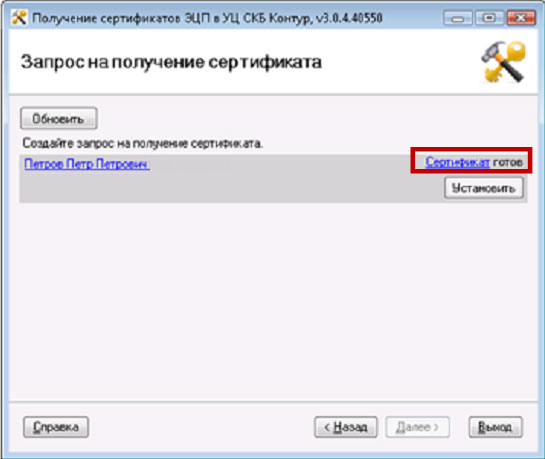 Получение сертификатов ЭЦП в УЦ СКБ Контур, v3.0.4.40550
Запрос на получение сертификата
Обновить
Создайте запрос на получение сертификата.
Петров Петр Петрович Сертификат готов
Установить
Справка < Назад Далее > Выход